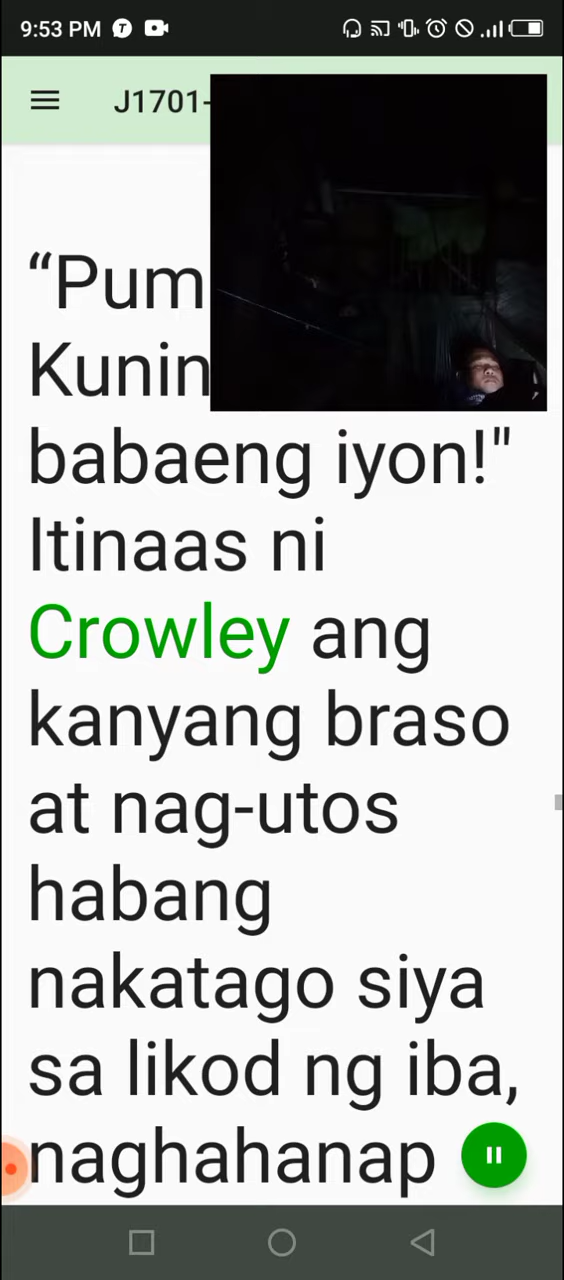 9:53 PM
J1701-
“Pum
Kunin
babaeng iyon!"
Itinaas ni
Crowley ang
kanyang braso
at nag-utos
habang
nakatago siya
sa likod ng iba,
naghahanap